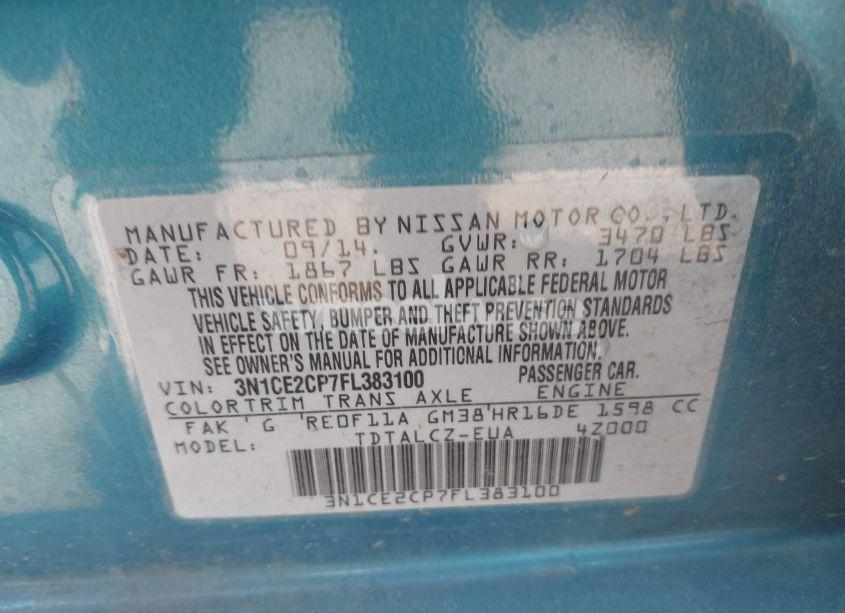 MANUFACTURED BY NISSAN MOTOR CO., LTD.
DATE: 09/14. GVWR: 3470 LBS
GAWR FR: 1867 LBS GAWR RR: 1704 LBS
THIS VEHICLE CONFORMS TO ALL APPLICABLE FEDERAL MOTOR
VEHICLE SAFETY, BUMPER AND THEFT PREVENTION STANDARDS
IN EFFECT ON THE DATE OF MANUFACTURE SHOWN ABOVE.
SEE OWNER'S MANUAL FOR ADDITIONAL INFORMATION.
VIN: 3N1CE2CP7FL383100 PASSENGER CAR.
COLORTRIM TRANS AXLE ENGINE
FAK G RE0F11A GM38 HR16DE 1598 CC
MODEL: TDTALCZ-EUA 4Z000
3N1CE2CP7FL383100